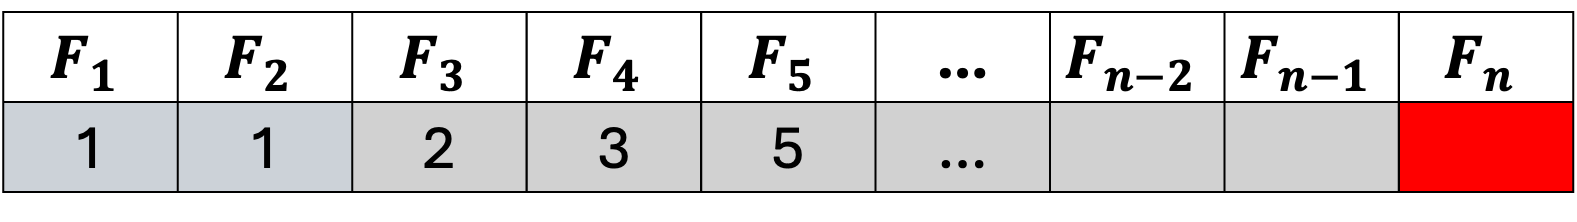 F₁ F₂ F₃ F₄ F₅ ... Fₙ₋₂ Fₙ₋₁ Fₙ
1 1 2 3 5 ...